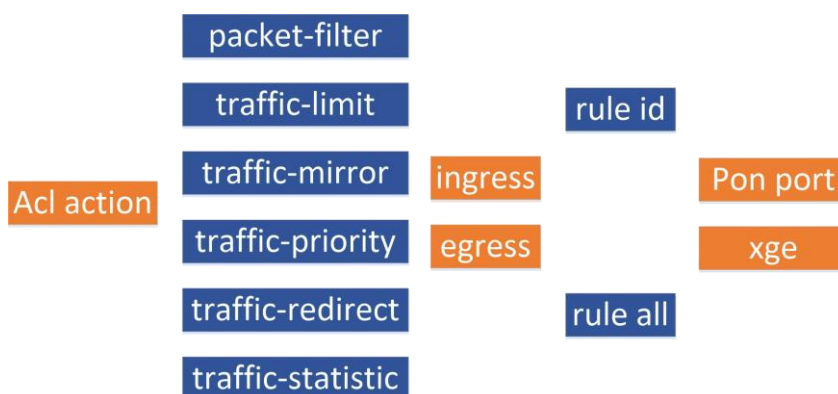 packet-filter
traffic-limit
rule id
traffic-mirror
ingress
Pon port
Acl action
traffic-priority
egress
xge
traffic-redirect
rule all
traffic-statistic